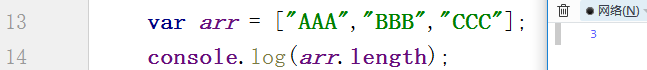 13 var arr = ["AAA","BBB","CCC"];
14 console.log(arr.length);
网络(N)
3